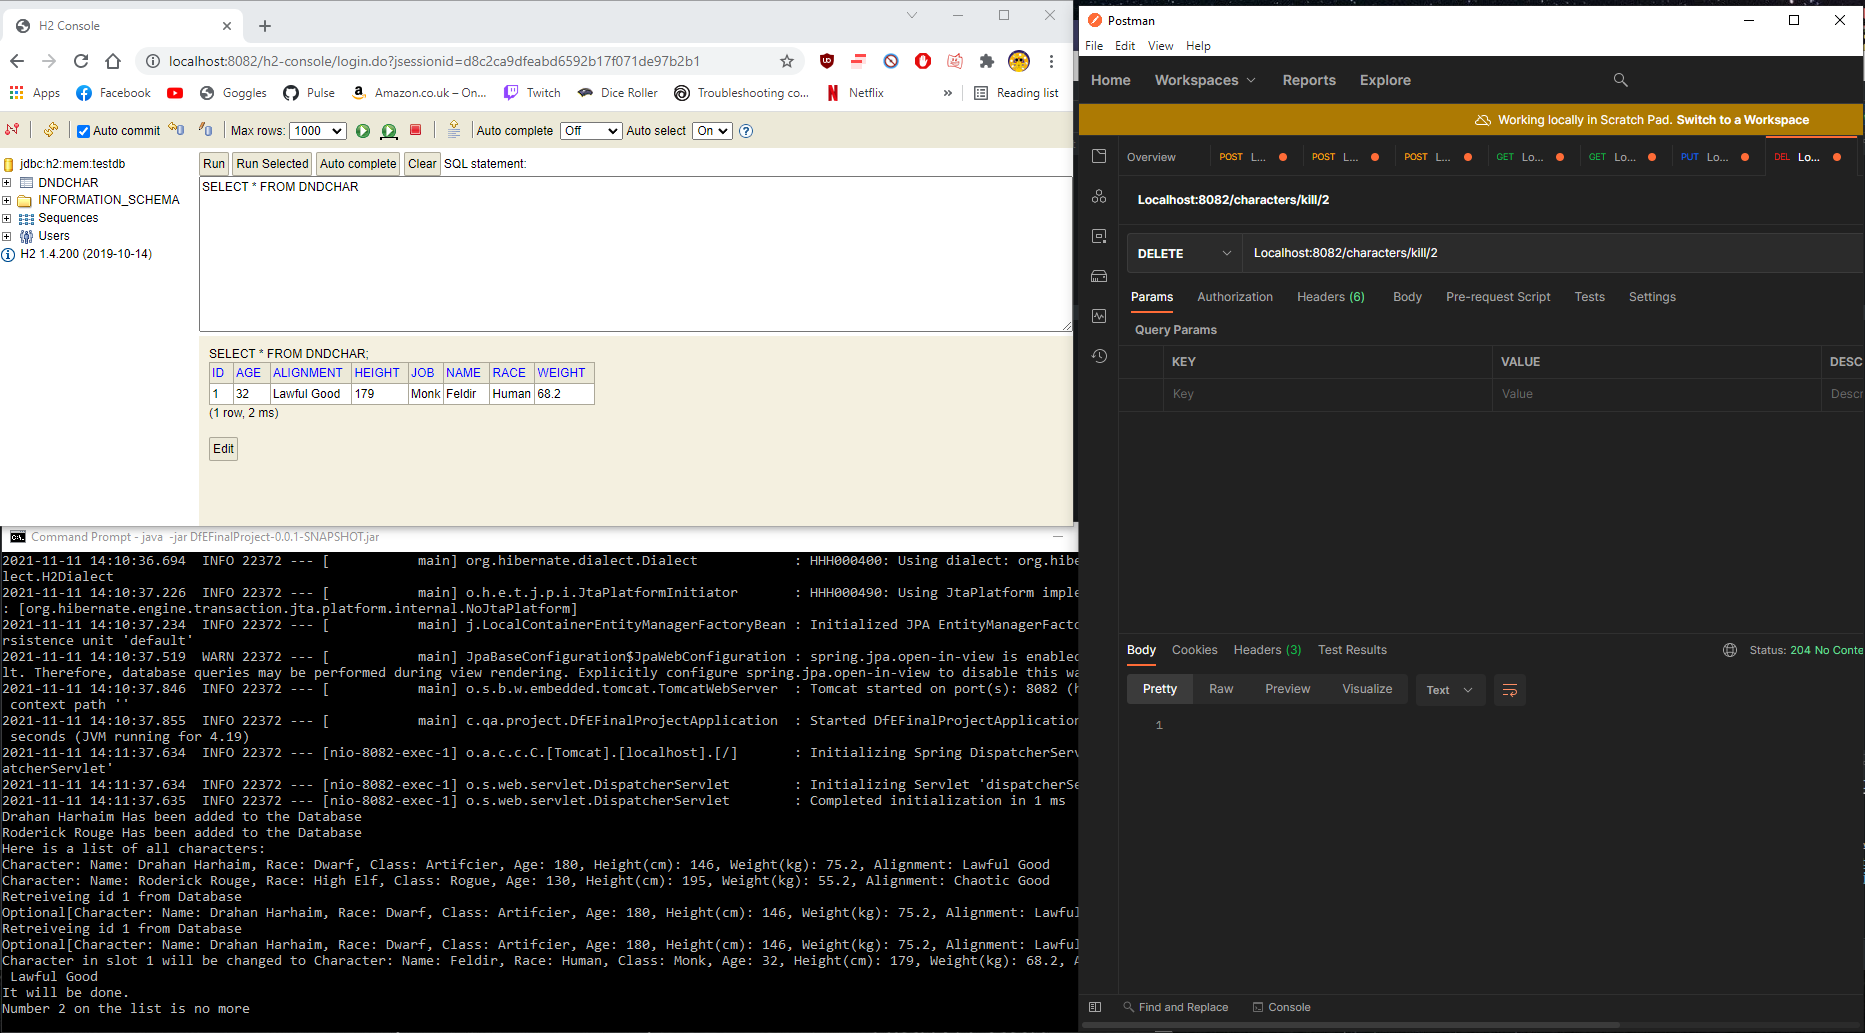 H2 Console
localhost:8082/h2-console/login.do?jsessionid=d8c2ca9dfeabd6592b17f071de97b2b1
Apps Facebook Goggles Pulse Amazon.co.uk – On... Twitch Dice Roller Troubleshooting co... Netflix » Reading list
Auto commit Max rows: 1000 Auto complete Off Auto select On
jdbc:h2:mem:testdb
DNDCHAR
INFORMATION_SCHEMA
Sequences
Users
H2 1.4.200 (2019-10-14)
Run Run Selected Auto complete Clear SQL statement:
SELECT * FROM DNDCHAR
SELECT * FROM DNDCHAR;
ID AGE ALIGNMENT HEIGHT JOB NAME RACE WEIGHT
1 32 Lawful Good 179 Monk Feldir Human 68.2
(1 row, 2 ms)
Edit
Command Prompt - java -jar DfEFinalProject-0.0.1-SNAPSHOT.jar
2021-11-11 14:10:36.694 INFO 22372 --- [ main] org.hibernate.dialect.Dialect : HHH000400: Using dialect: org.hibe
lect.H2Dialect
2021-11-11 14:10:37.226 INFO 22372 --- [ main] o.h.e.t.j.p.i.JtaPlatformInitiator : HHH000490: Using JtaPlatform imple
: [org.hibernate.engine.transaction.jta.platform.internal.NoJtaPlatform]
2021-11-11 14:10:37.234 INFO 22372 --- [ main] j.LocalContainerEntityManagerFactoryBean : Initialized JPA EntityManagerFacto
rsistence unit 'default'
2021-11-11 14:10:37.519 WARN 22372 --- [ main] JpaBaseConfiguration$JpaWebConfiguration : spring.jpa.open-in-view is enabled
lt. Therefore, database queries may be performed during view rendering. Explicitly configure spring.jpa.open-in-view to disable this wa
2021-11-11 14:10:37.846 INFO 22372 --- [ main] o.s.b.w.embedded.tomcat.TomcatWebServer : Tomcat started on port(s): 8082 (h
context path ''
2021-11-11 14:10:37.855 INFO 22372 --- [ main] c.qa.project.DfEFinalProjectApplication : Started DfEFinalProjectApplication
seconds (JVM running for 4.19)
2021-11-11 14:11:37.634 INFO 22372 --- [nio-8082-exec-1] o.a.c.c.C.[Tomcat].[localhost].[/] : Initializing Spring DispatcherServ
atcherServlet'
2021-11-11 14:11:37.634 INFO 22372 --- [nio-8082-exec-1] o.s.web.servlet.DispatcherServlet : Initializing Servlet 'dispatcherSe
2021-11-11 14:11:37.635 INFO 22372 --- [nio-8082-exec-1] o.s.web.servlet.DispatcherServlet : Completed initialization in 1 ms
Drahan Harhaim Has been added to the Database
Roderick Rouge Has been added to the Database
Here is a list of all characters:
Character: Name: Drahan Harhaim, Race: Dwarf, Class: Artifcier, Age: 180, Height(cm): 146, Weight(kg): 75.2, Alignment: Lawful Good
Character: Name: Roderick Rouge, Race: High Elf, Class: Rogue, Age: 130, Height(cm): 195, Weight(kg): 55.2, Alignment: Chaotic Good
Retreiveing id 1 from Database
Optional[Character: Name: Drahan Harhaim, Race: Dwarf, Class: Artifcier, Age: 180, Height(cm): 146, Weight(kg): 75.2, Alignment: Lawful
Retreiveing id 1 from Database
Optional[Character: Name: Drahan Harhaim, Race: Dwarf, Class: Artifcier, Age: 180, Height(cm): 146, Weight(kg): 75.2, Alignment: Lawful
Character in slot 1 will be changed to Character: Name: Feldir, Race: Human, Class: Monk, Age: 32, Height(cm): 179, Weight(kg): 68.2, A
Lawful Good
It will be done.
Number 2 on the list is no more
Postman
File Edit View Help
Home Workspaces Reports Explore
Working locally in Scratch Pad. Switch to a Workspace
Overview POST L... POST L... POST L... GET Lo... GET Lo... PUT Lo... DEL Lo...
Localhost:8082/characters/kill/2
DELETE Localhost:8082/characters/kill/2
Params Authorization Headers (6) Body Pre-request Script Tests Settings
Query Params
KEY VALUE DESC
Key Value Descr
Body Cookies Headers (3) Test Results Status: 204 No Conte
Pretty Raw Preview Visualize Text
1
Find and Replace Console